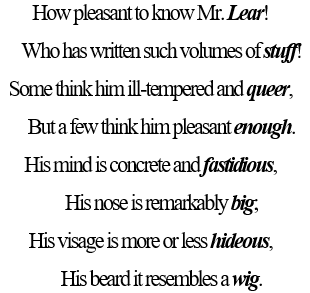 How pleasant to know Mr. Lear!
Who has written such volumes of stuff!
Some think him ill-tempered and queer,
But a few think him pleasant enough.
His mind is concrete and fastidious,
His nose is remarkably big;
His visage is more or less hideous,
His beard it resembles a wig.